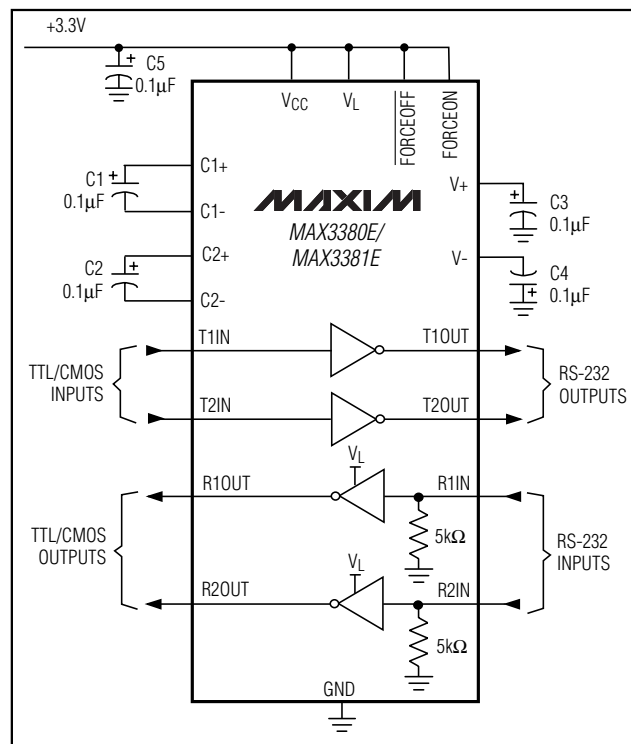 +3.3V
C5
0.1µF
VCC
VL
FORCEOFF
FORCEON
C1+
C1
0.1µF
C1-
C2+
C2
0.1µF
C2-
MAXIM
MAX3380E/
MAX3381E
V+
C3
0.1µF
V-
C4
0.1µF
TTL/CMOS
INPUTS
T1IN
T1OUT
T2IN
T2OUT
RS-232
OUTPUTS
TTL/CMOS
OUTPUTS
R1OUT
VL
R1IN
5kΩ
R2OUT
VL
R2IN
5kΩ
RS-232
INPUTS
GND
+
+
+
+
+